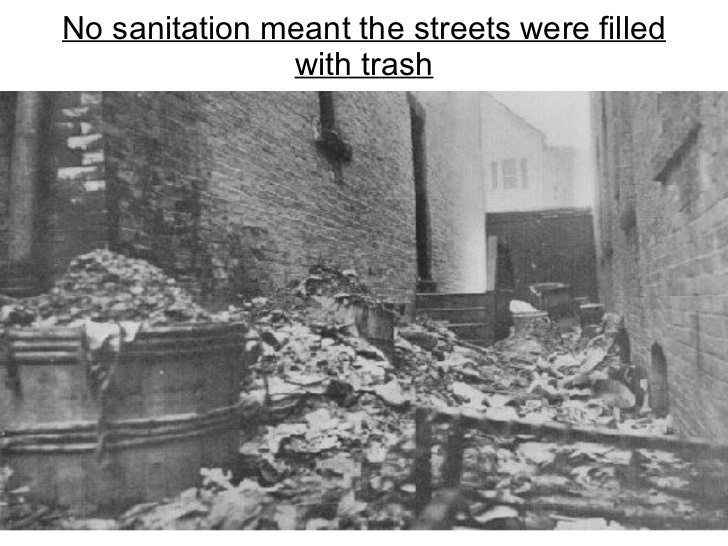 No sanitation meant the streets were filled
with trash